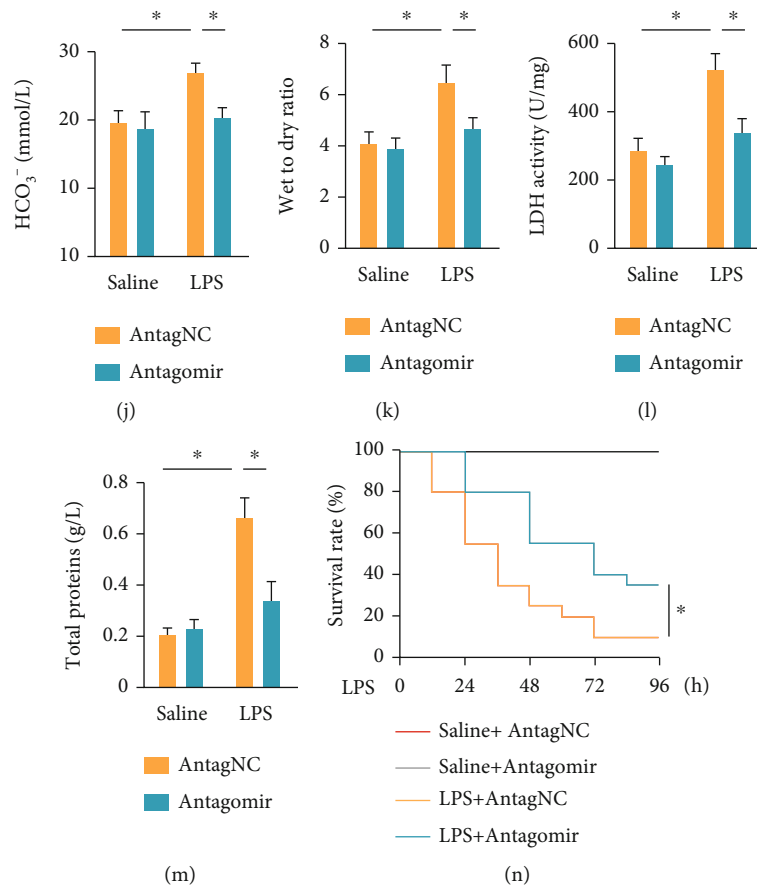 * *
30
20
10
10
HCO3− (mmol/L)
Saline LPS
AntagNC
Antagomir
(j)
* *
8
6
4
2
0
Wet to dry ratio
Saline LPS
AntagNC
Antagomir
(k)
* *
600
400
200
0
LDH activity (U/mg)
Saline LPS
AntagNC
Antagomir
(l)
* *
0.8
0.6
0.4
0.2
0
Total proteins (g/L)
Saline LPS
AntagNC
Antagomir
(m)
100
80
60
40
20
0
Survival rate (%)
*
LPS 0 24 48 72 96 (h)
Saline+ AntagNC
Saline+Antagomir
LPS+AntagNC
LPS+Antagomir
(n)